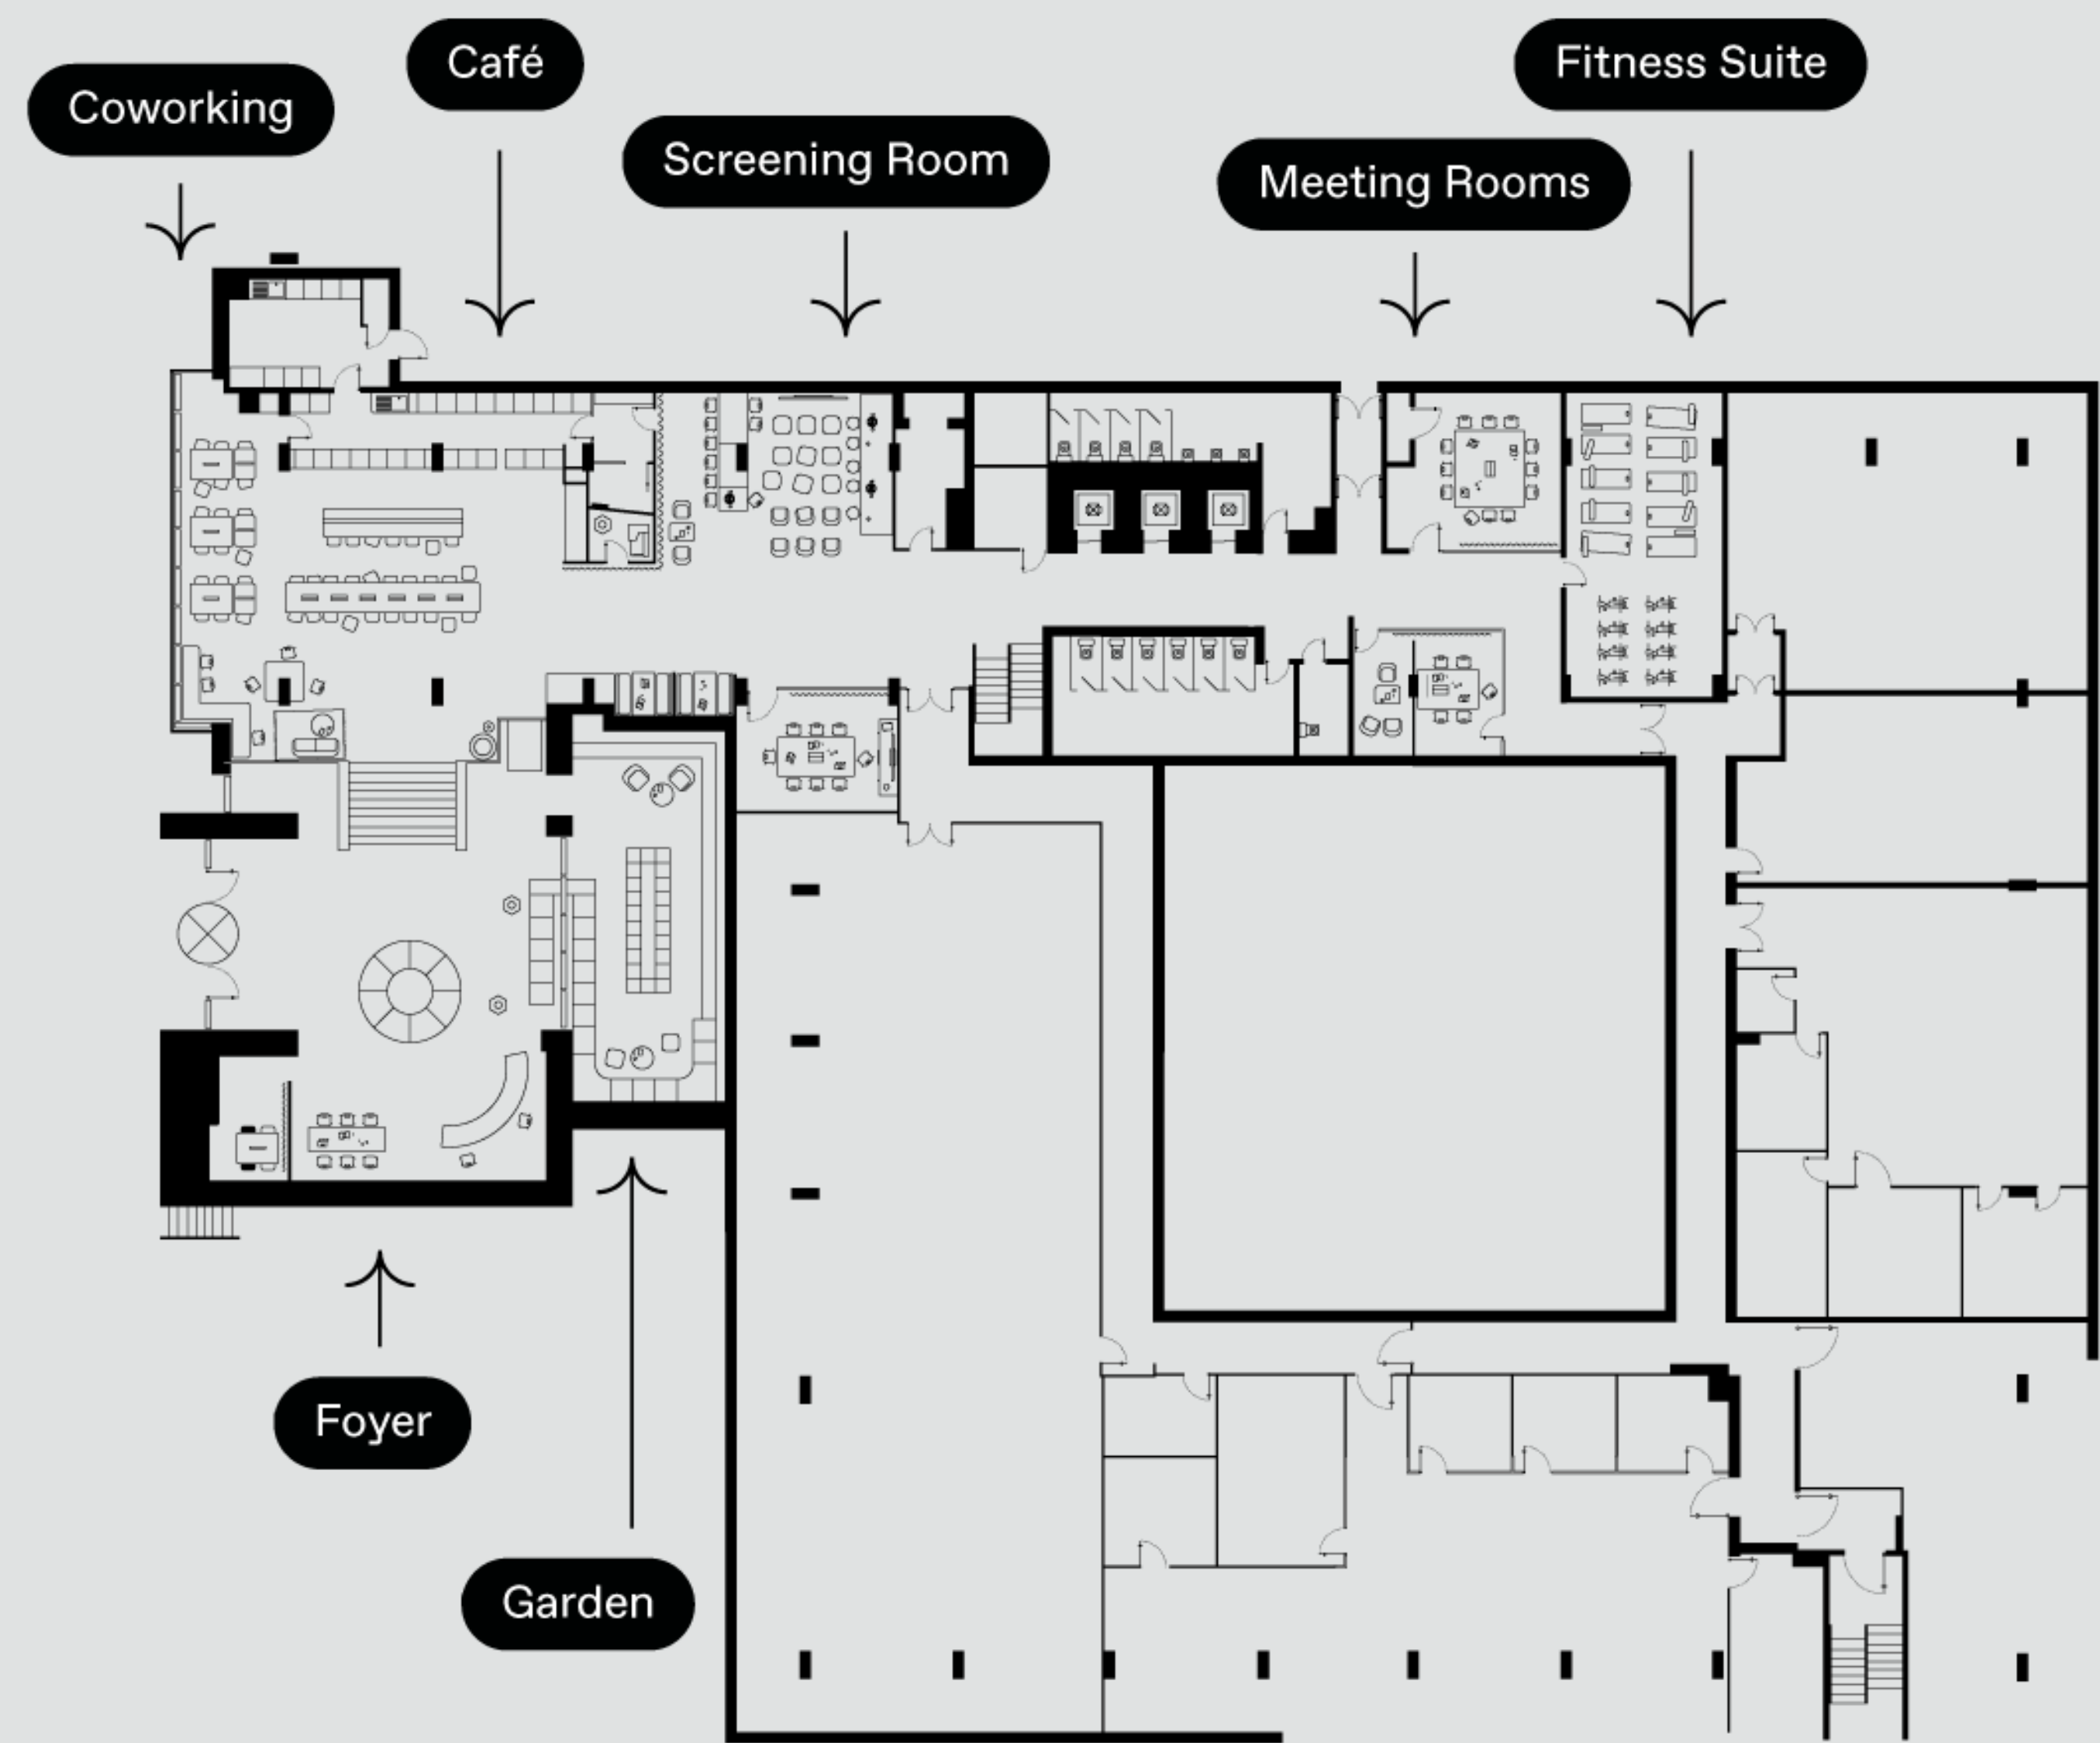 Coworking
Café
Screening Room
Meeting Rooms
Fitness Suite
Foyer
Garden